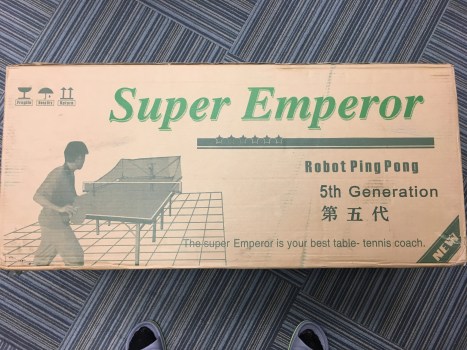 Super Emperor
Robot Ping Pong
5th Generation
第五代
The super Emperor is your best table- tennis coach.
NEW